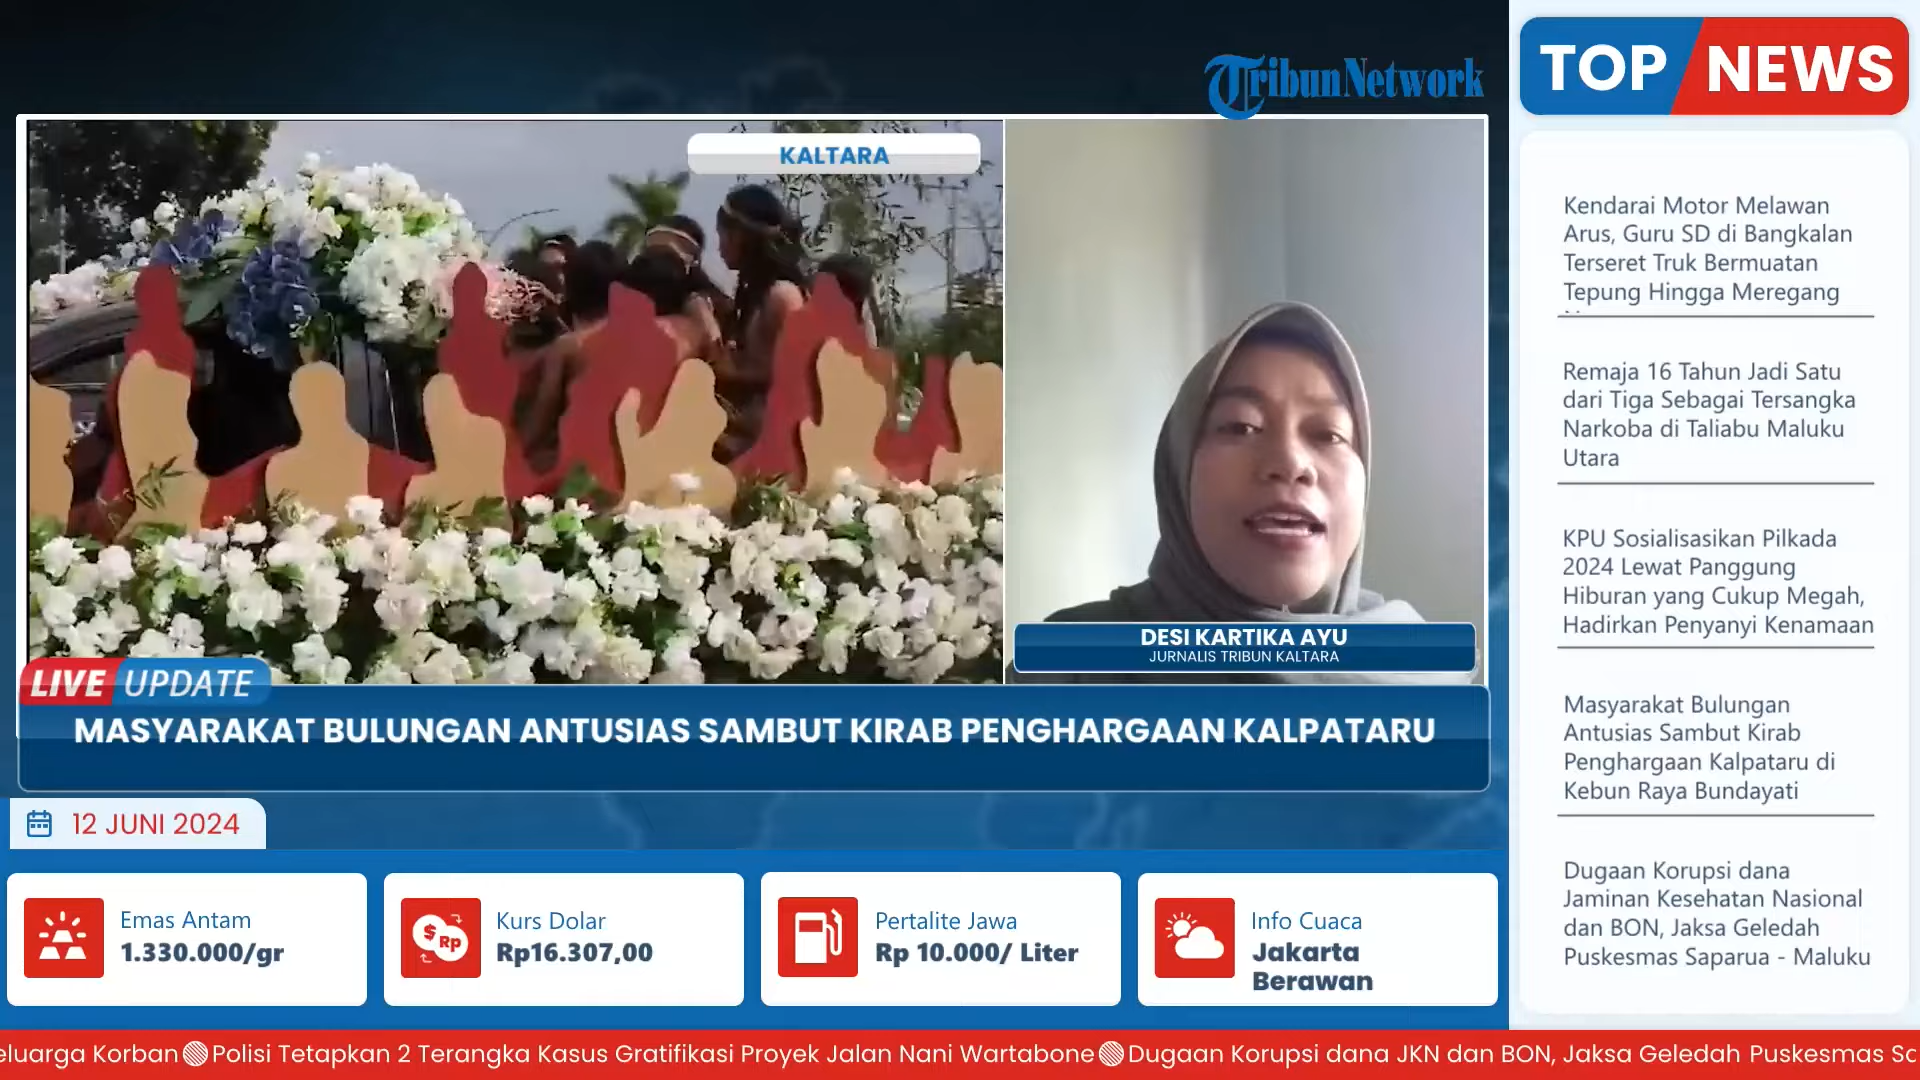 TribunNetwork
TOP NEWS
KALTARA
DESI KARTIKA AYU
JURNALIS TRIBUN KALTARA
LIVE UPDATE
MASYARAKAT BULUNGAN ANTUSIAS SAMBUT KIRAB PENGHARGAAN KALPATARU
12 JUNI 2024
Emas Antam
1.330.000/gr
Kurs Dolar
Rp16.307,00
Pertalite Jawa
Rp 10.000/ Liter
Info Cuaca
Jakarta
Berawan
Kendarai Motor Melawan
Arus, Guru SD di Bangkalan
Terseret Truk Bermuatan
Tepung Hingga Meregang
Remaja 16 Tahun Jadi Satu
dari Tiga Sebagai Tersangka
Narkoba di Taliabu Maluku
Utara
KPU Sosialisasikan Pilkada
2024 Lewat Panggung
Hiburan yang Cukup Megah,
Hadirkan Penyanyi Kenamaan
Masyarakat Bulungan
Antusias Sambut Kirab
Penghargaan Kalpataru di
Kebun Raya Bundayati
Dugaan Korupsi dana
Jaminan Kesehatan Nasional
dan BON, Jaksa Geledah
Puskesmas Saparua - Maluku
eluarga Korban Polisi Tetapkan 2 Terangka Kasus Gratifikasi Proyek Jalan Nani Wartabone Dugaan Korupsi dana JKN dan BON, Jaksa Geledah Puskesmas